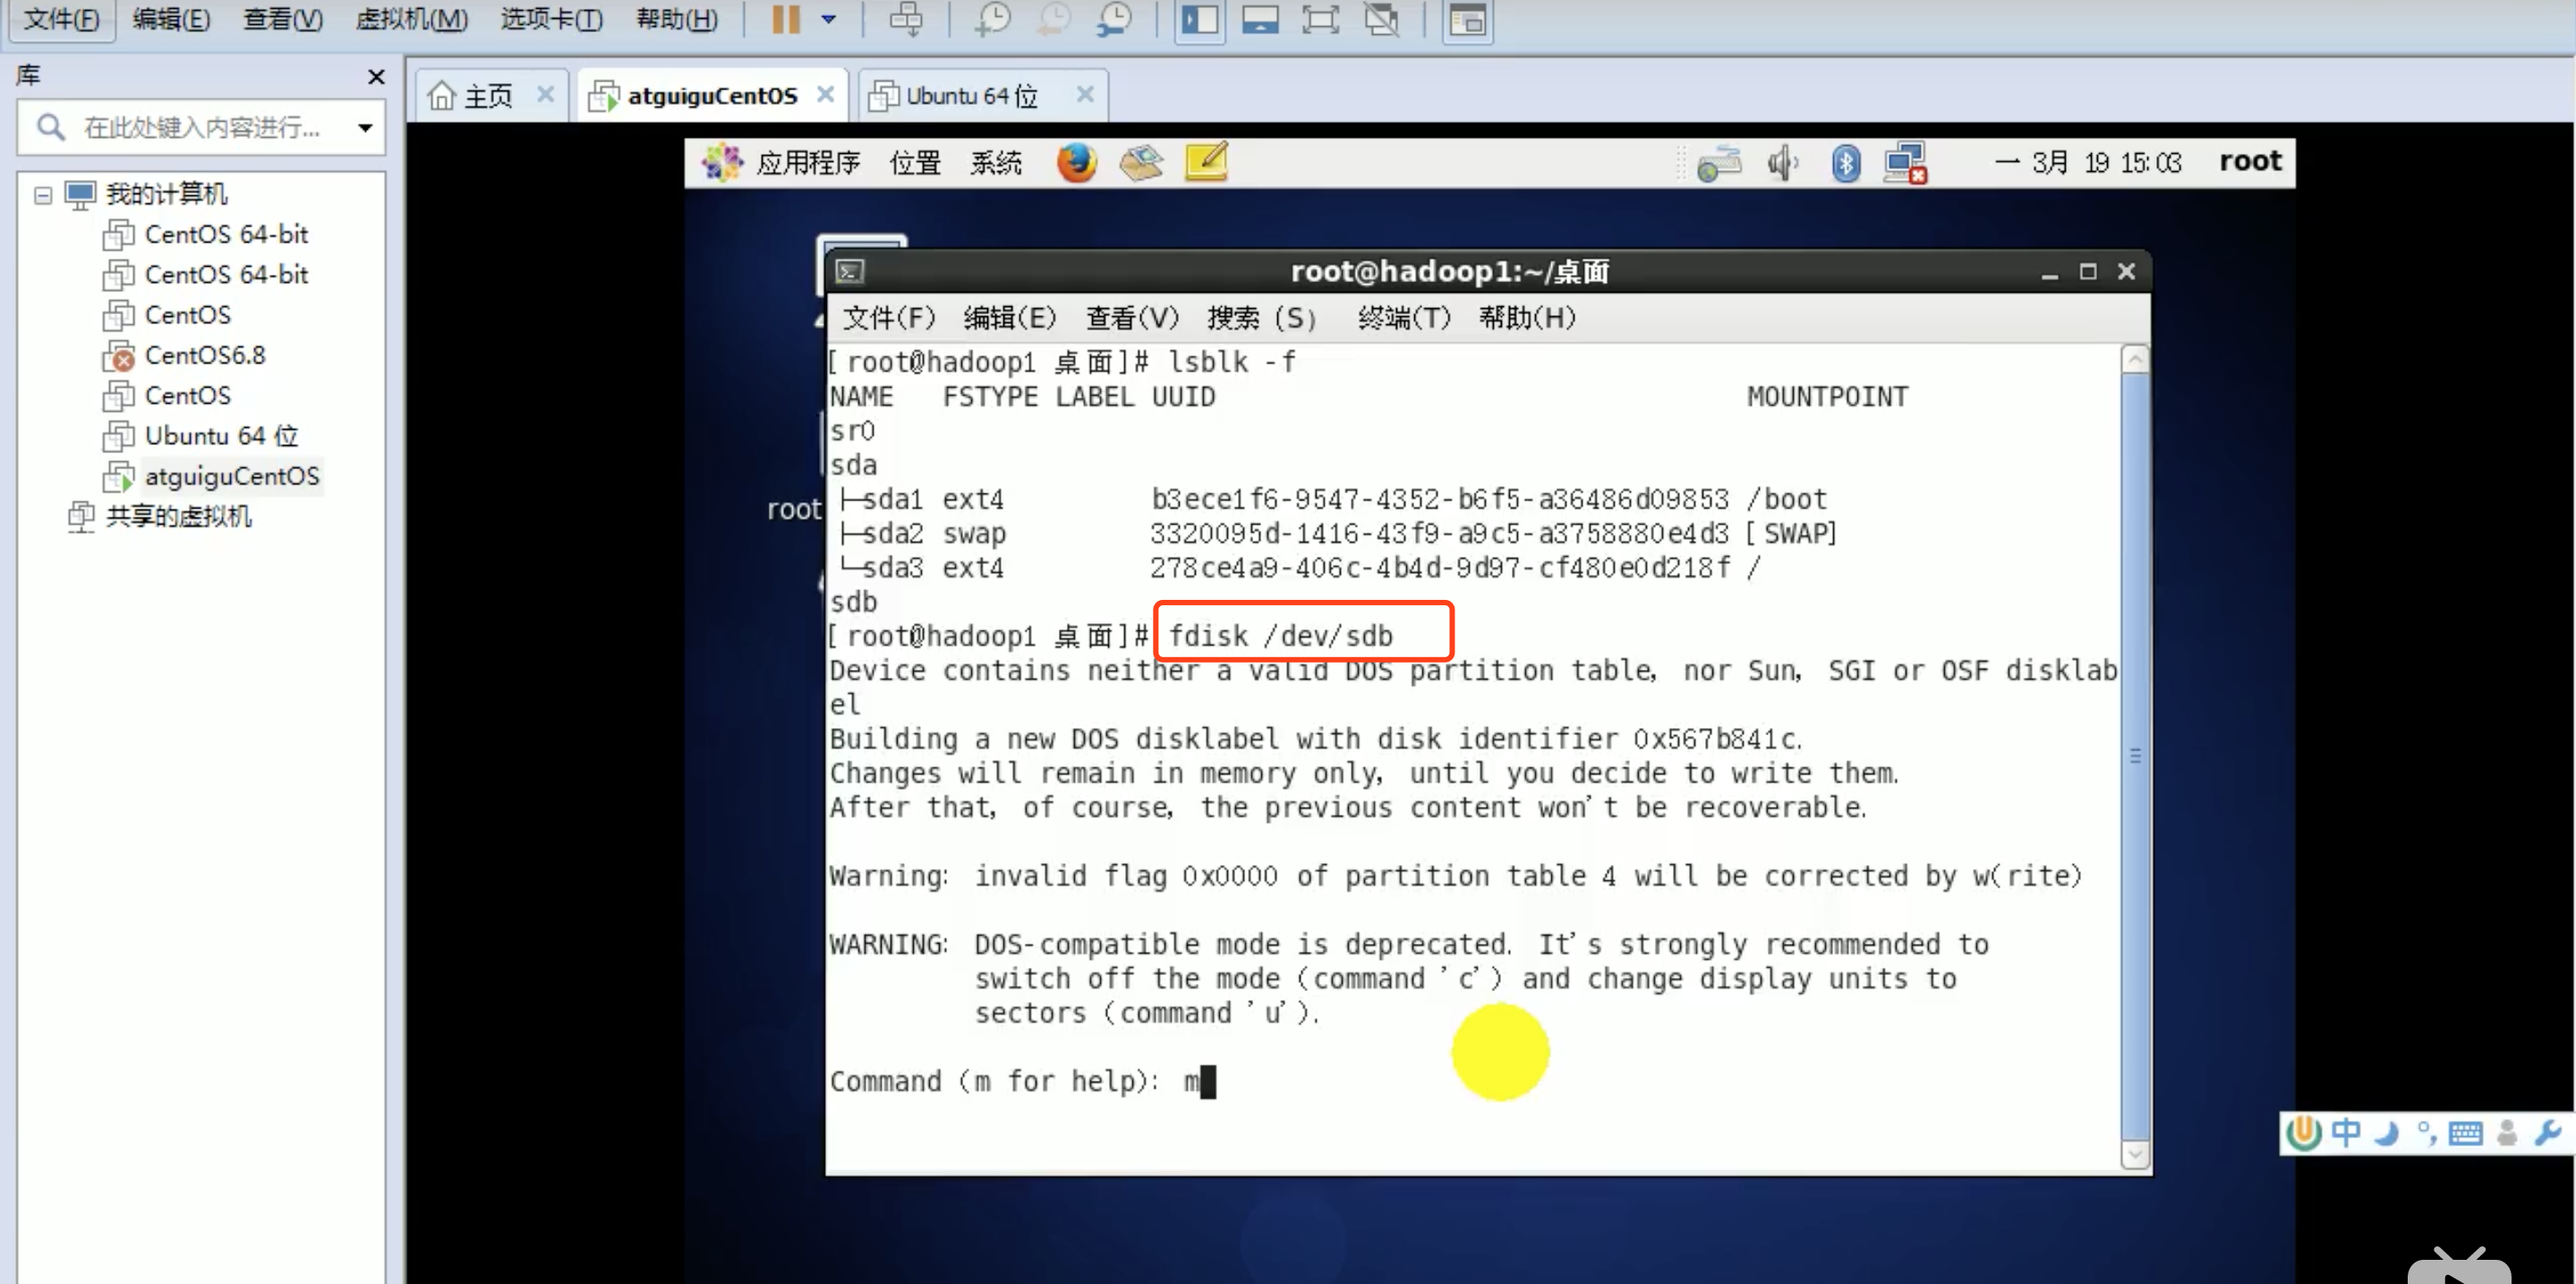 文件(F) 编辑(E) 查看(V) 虚拟机(M) 选项卡(T) 帮助(H)
库
在此处键入内容进行...
我的计算机
CentOS 64-bit
CentOS 64-bit
CentOS
CentOS6.8
CentOS
Ubuntu 64 位
atguiguCentOS
共享的虚拟机
主页 atguiguCentOS Ubuntu 64 位
应用程序 位置 系统 一 3月 19 15:03 root
root
root@hadoop1:~/桌面
文件(F) 编辑(E) 查看(V) 搜索 (S) 终端(T) 帮助(H)
[root@hadoop1 桌面]# lsblk -f
NAME FSTYPE LABEL UUID MOUNTPOINT
sr0
sda
├─sda1 ext4 b3ece1f6-9547-4352-b6f5-a36486d09853 /boot
├─sda2 swap 3320095d-1416-43f9-a9c5-a3758880e4d3 [SWAP]
└─sda3 ext4 278ce4a9-406c-4b4d-9d97-cf480e0d218f /
sdb
[root@hadoop1 桌面]# fdisk /dev/sdb
Device contains neither a valid DOS partition table, nor Sun, SGI or OSF disklab
el
Building a new DOS disklabel with disk identifier 0x567b841c.
Changes will remain in memory only, until you decide to write them.
After that, of course, the previous content won't be recoverable.
Warning: invalid flag 0x0000 of partition table 4 will be corrected by w(rite)
WARNING: DOS-compatible mode is deprecated. It's strongly recommended to
switch off the mode (command 'c') and change display units to
sectors (command 'u').
Command (m for help): m
中